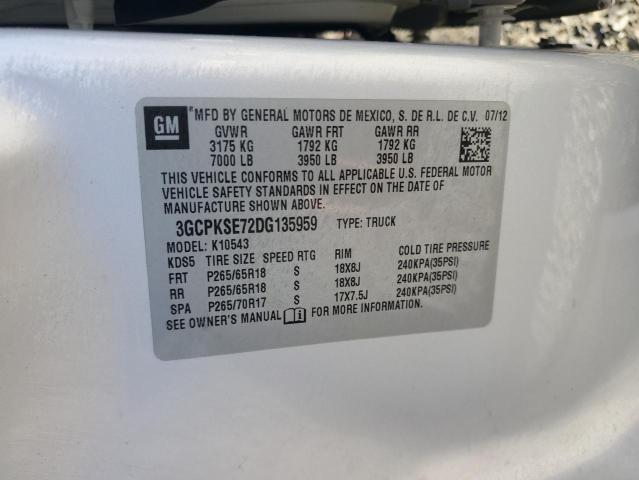 GM
*MFD BY GENERAL MOTORS DE MEXICO, S. DE R.L. DE C.V. 07/12
GVWR GAWR FRT GAWR RR
3175 KG 1792 KG 1792 KG
7000 LB 3950 LB 3950 LB
THIS VEHICLE CONFORMS TO ALL APPLICABLE U.S. FEDERAL MOTOR
VEHICLE SAFETY STANDARDS IN EFFECT ON THE DATE OF
MANUFACTURE SHOWN ABOVE.
3GCPKSE72DG135959 TYPE: TRUCK
MODEL: K10543
KDS5 TIRE SIZE SPEED RTG RIM COLD TIRE PRESSURE
FRT P265/65R18 S 18X8J 240KPA(35PSI)
RR P265/65R18 S 18X8J 240KPA(35PSI)
SPA P265/70R17 S 17X7.5J 240KPA(35PSI)
SEE OWNER'S MANUAL FOR MORE INFORMATION.